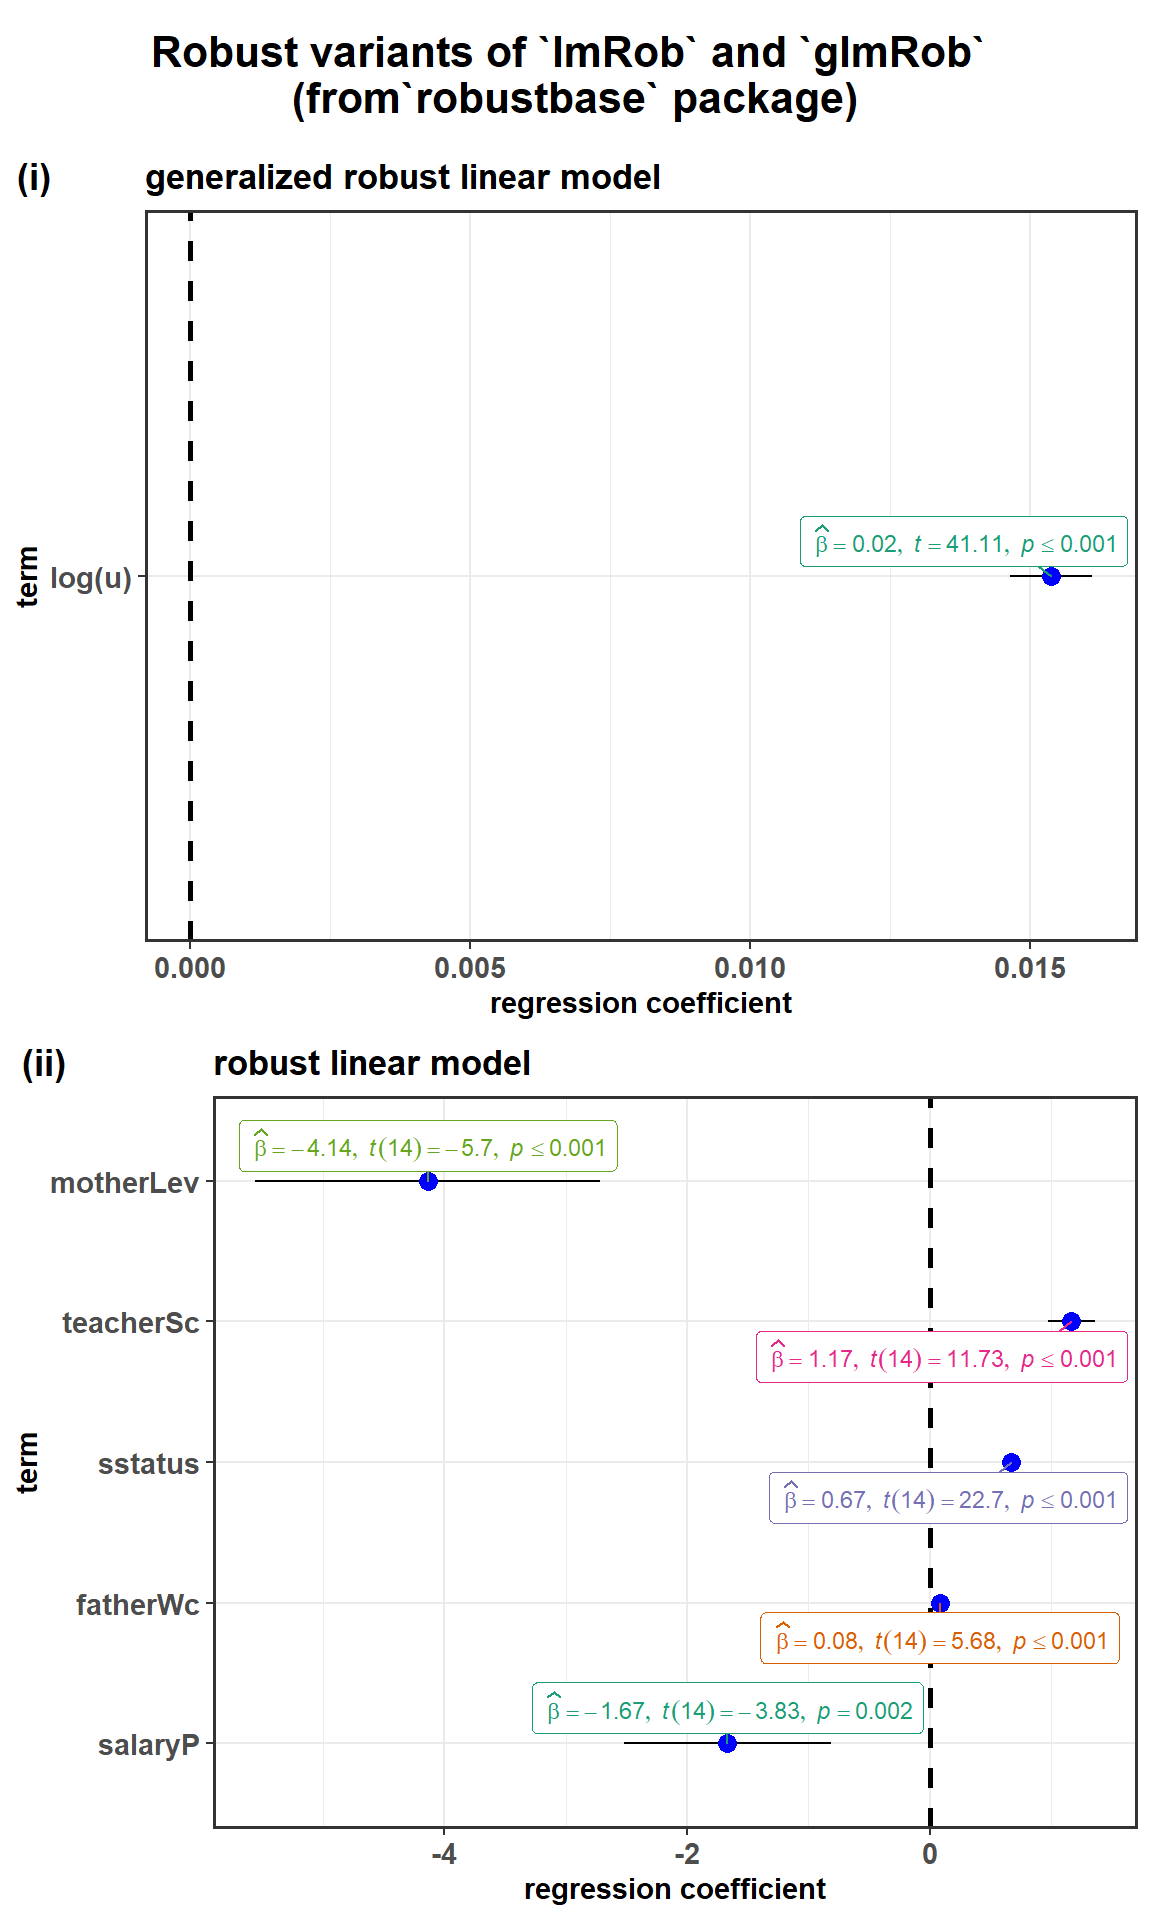 Robust variants of `lmRob` and `glmRob`
(from`robustbase` package)
(i)
generalized robust linear model
term
log(u)
β̂ = 0.02, t = 41.11, p ≤ 0.001
0.000 0.005 0.010 0.015
regression coefficient
(ii)
robust linear model
term
motherLev
β̂ = −4.14, t(14) = −5.7, p ≤ 0.001
teacherSc
β̂ = 1.17, t(14) = 11.73, p ≤ 0.001
sstatus
β̂ = 0.67, t(14) = 22.7, p ≤ 0.001
fatherWc
β̂ = 0.08, t(14) = 5.68, p ≤ 0.001
salaryP
β̂ = −1.67, t(14) = −3.83, p = 0.002
-4 -2 0
regression coefficient